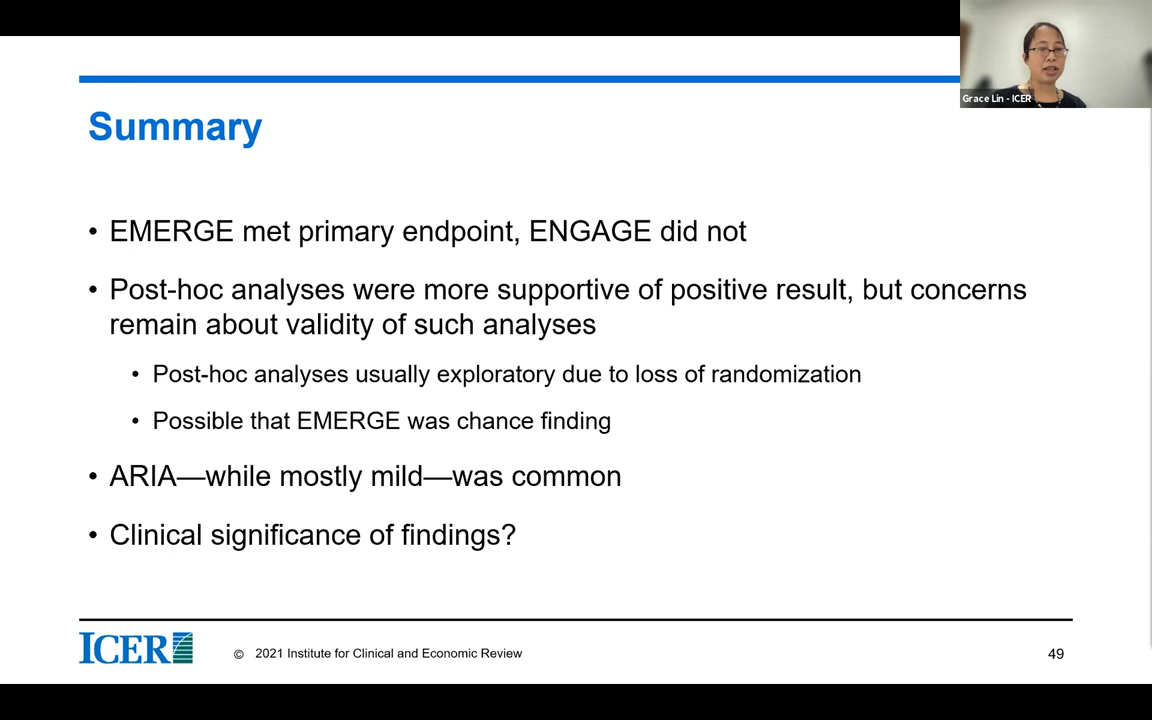 Grace Lin - ICER
Summary
• EMERGE met primary endpoint, ENGAGE did not
• Post-hoc analyses were more supportive of positive result, but concerns
remain about validity of such analyses
• Post-hoc analyses usually exploratory due to loss of randomization
• Possible that EMERGE was chance finding
• ARIA—while mostly mild—was common
• Clinical significance of findings?
ICER
© 2021 Institute for Clinical and Economic Review
49